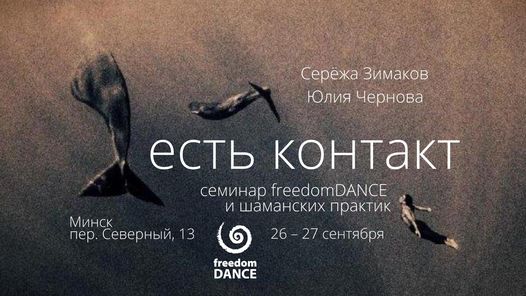 Серёжа Зимаков
Юлия Чернова
есть контакт
семинар freedomDANCE
и шаманских практик
Минск
пер. Северный, 13
26 – 27 сентября
freedom
DANCE